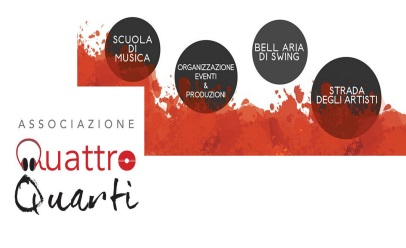 SCUOLA
DI
MUSICA
ORGANIZZAZIONE
EVENTI
&
PRODUZIONI
BELL ARIA
DI SWING
STRADA
DEGLI ARTISTI
ASSOCIAZIONE
Quattro
Quarti